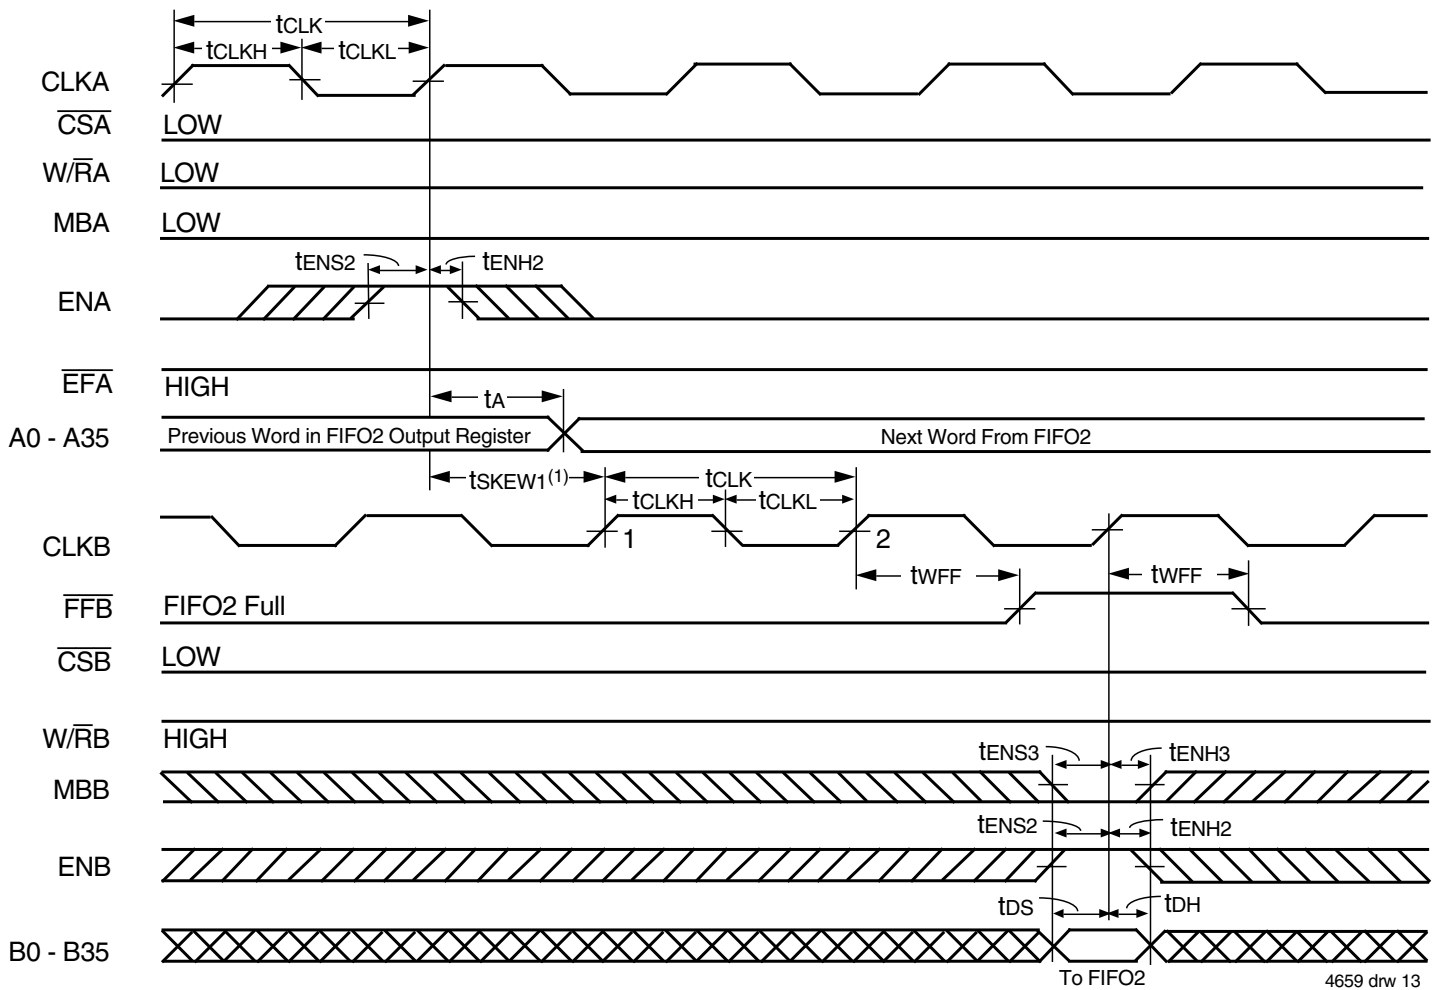 tCLK
tCLKH tCLKL
CLKA
CSA LOW
W/RA LOW
MBA LOW
tENS2 tENH2
ENA
EFA HIGH
tA
A0 - A35 Previous Word in FIFO2 Output Register Next Word From FIFO2
tSKEW1(1) tCLK
tCLKH tCLKL
CLKB 1 2
tWFF tWFF
FFB FIFO2 Full
CSB LOW
W/RB HIGH
tENS3 tENH3
MBB
tENS2 tENH2
ENB
tDS tDH
B0 - B35
To FIFO2
4659 drw 13